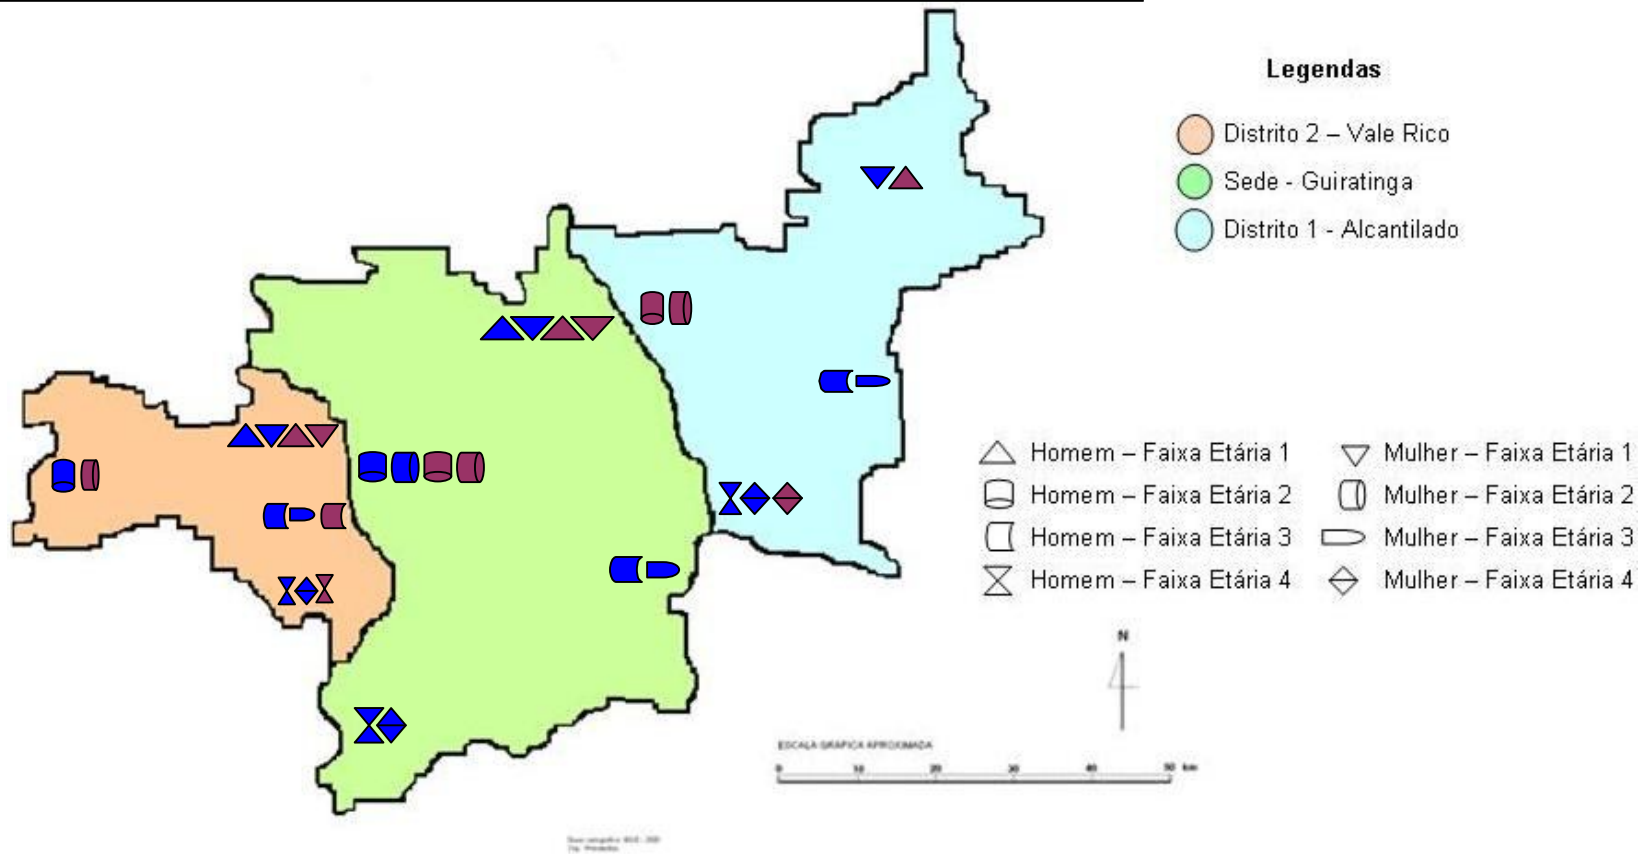 Legendas
Distrito 2 – Vale Rico
Sede - Guiratinga
Distrito 1 - Alcantilado
Homem – Faixa Etária 1
Mulher – Faixa Etária 1
Homem – Faixa Etária 2
Mulher – Faixa Etária 2
Homem – Faixa Etária 3
Mulher – Faixa Etária 3
Homem – Faixa Etária 4
Mulher – Faixa Etária 4
N
ESCALA GRÁFICA APROXIMADA
0 10 20 30 40 50 km